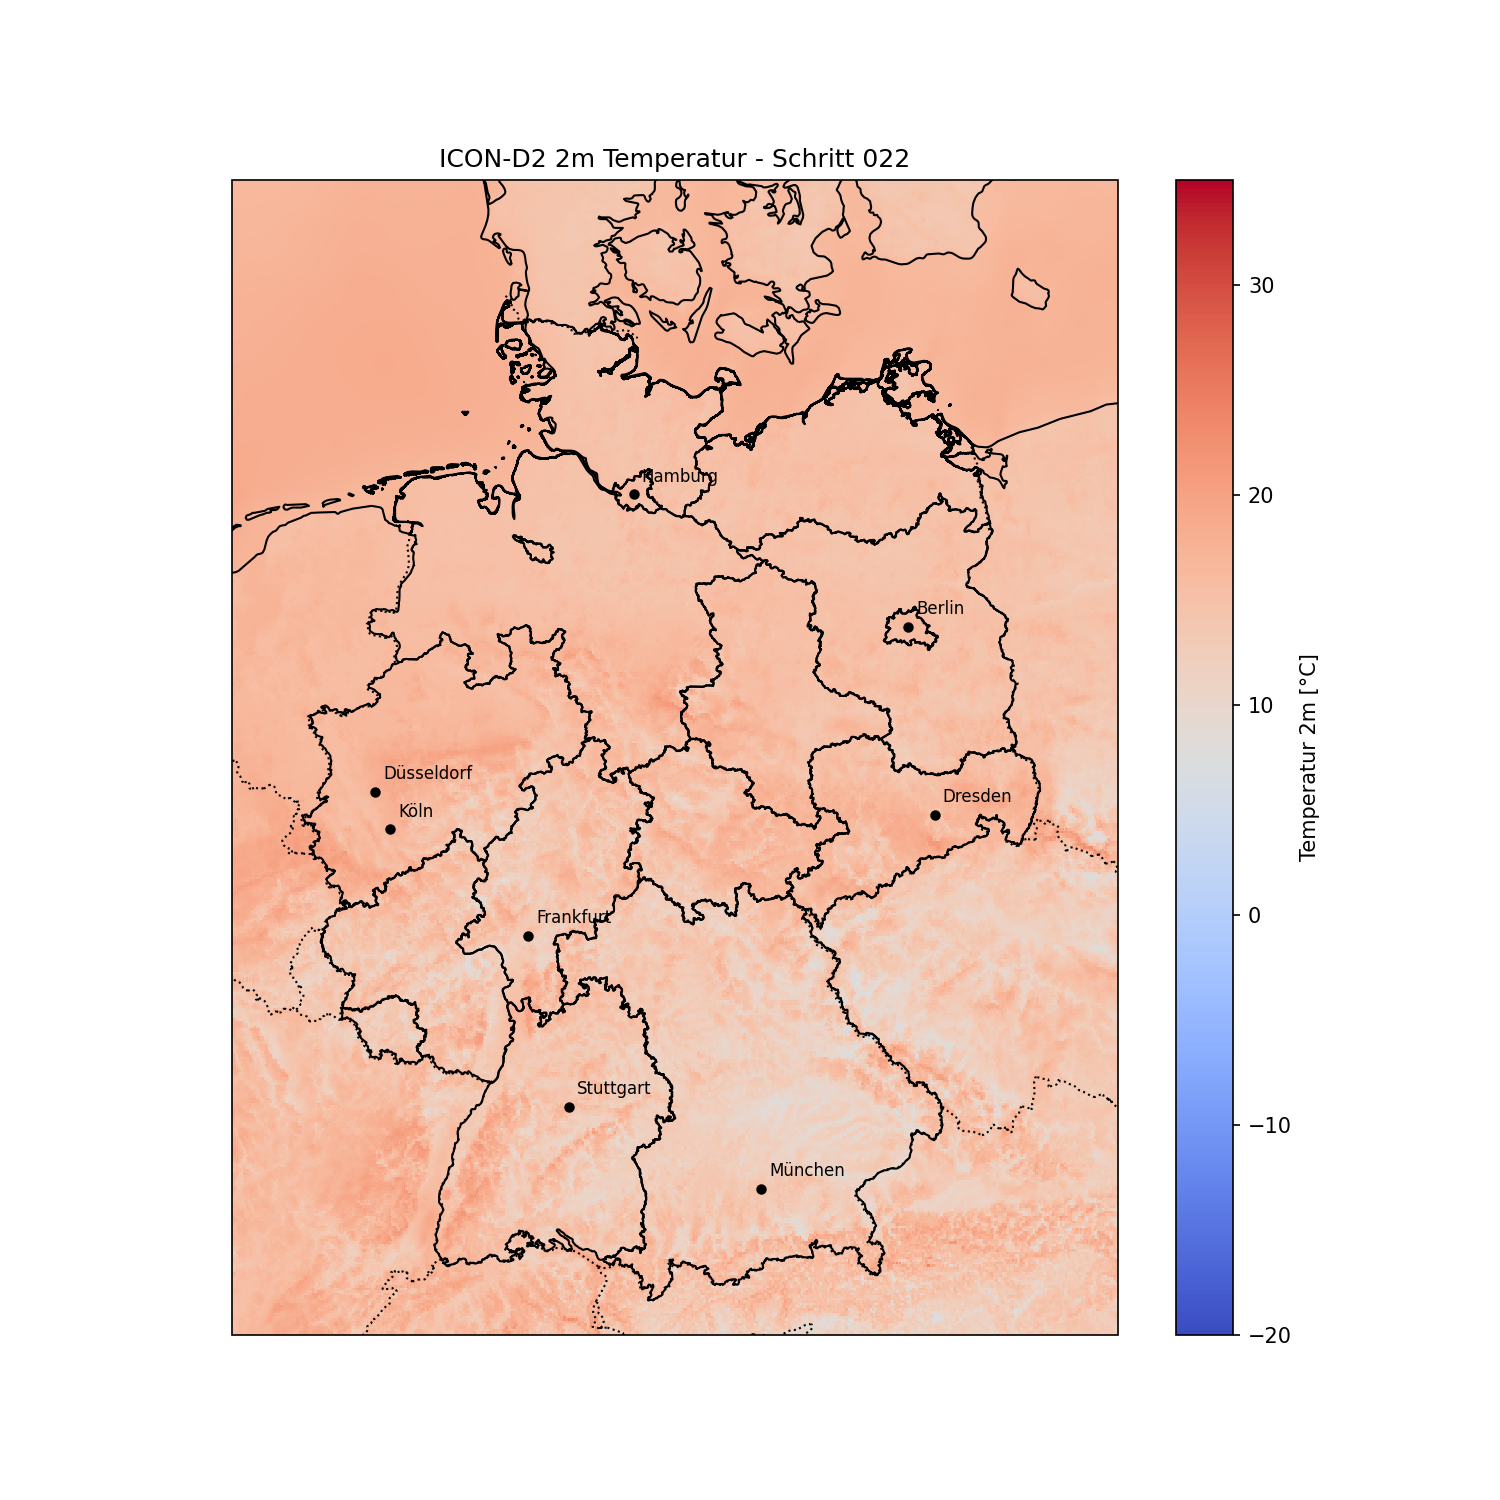 ICON-D2 2m Temperatur - Schritt 022
Hamburg
Berlin
Düsseldorf
Köln
Dresden
Frankfurt
Stuttgart
München
30
20
10
0
−10
−20
Temperatur 2m [°C]